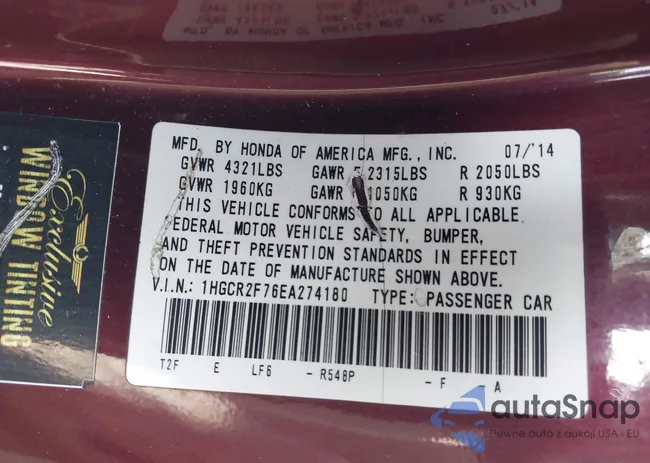 MFD. BY HONDA OF AMERICA MFG., INC. 07/'14
GVWR 4321LBS GAWR F 2315LBS R 2050LBS
GVWR 1960KG GAWR 1050KG R 930KG
THIS VEHICLE CONFORMS TO ALL APPLICABLE
FEDERAL MOTOR VEHICLE SAFETY, BUMPER,
AND THEFT PREVENTION STANDARDS IN EFFECT
ON THE DATE OF MANUFACTURE SHOWN ABOVE.
V.I.N.: 1HGCR2F76EA274180 TYPE: PASSENGER CAR
T2F E LF6 - R548P - F - A
Exclusive
WINDOW TINTING
autaSnap
Pewne auta z aukcji USA i EU